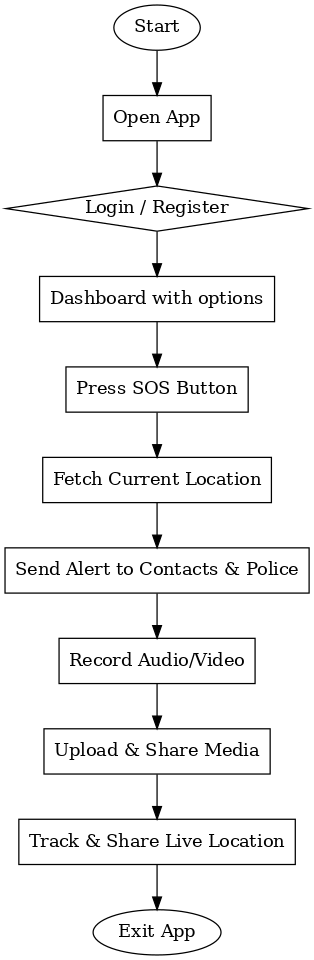 Start
Open App
Login / Register
Dashboard with options
Press SOS Button
Fetch Current Location
Send Alert to Contacts & Police
Record Audio/Video
Upload & Share Media
Track & Share Live Location
Exit App